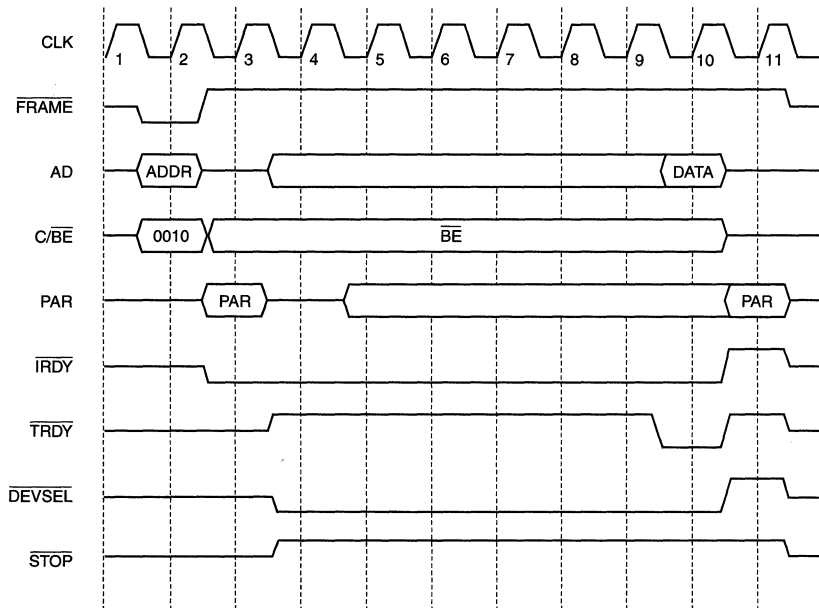 CLK
1 2 3 4 5 6 7 8 9 10 11
FRAME
AD ADDR DATA
C/BE 0010 BE
PAR PAR PAR
IRDY
TRDY
DEVSEL
STOP